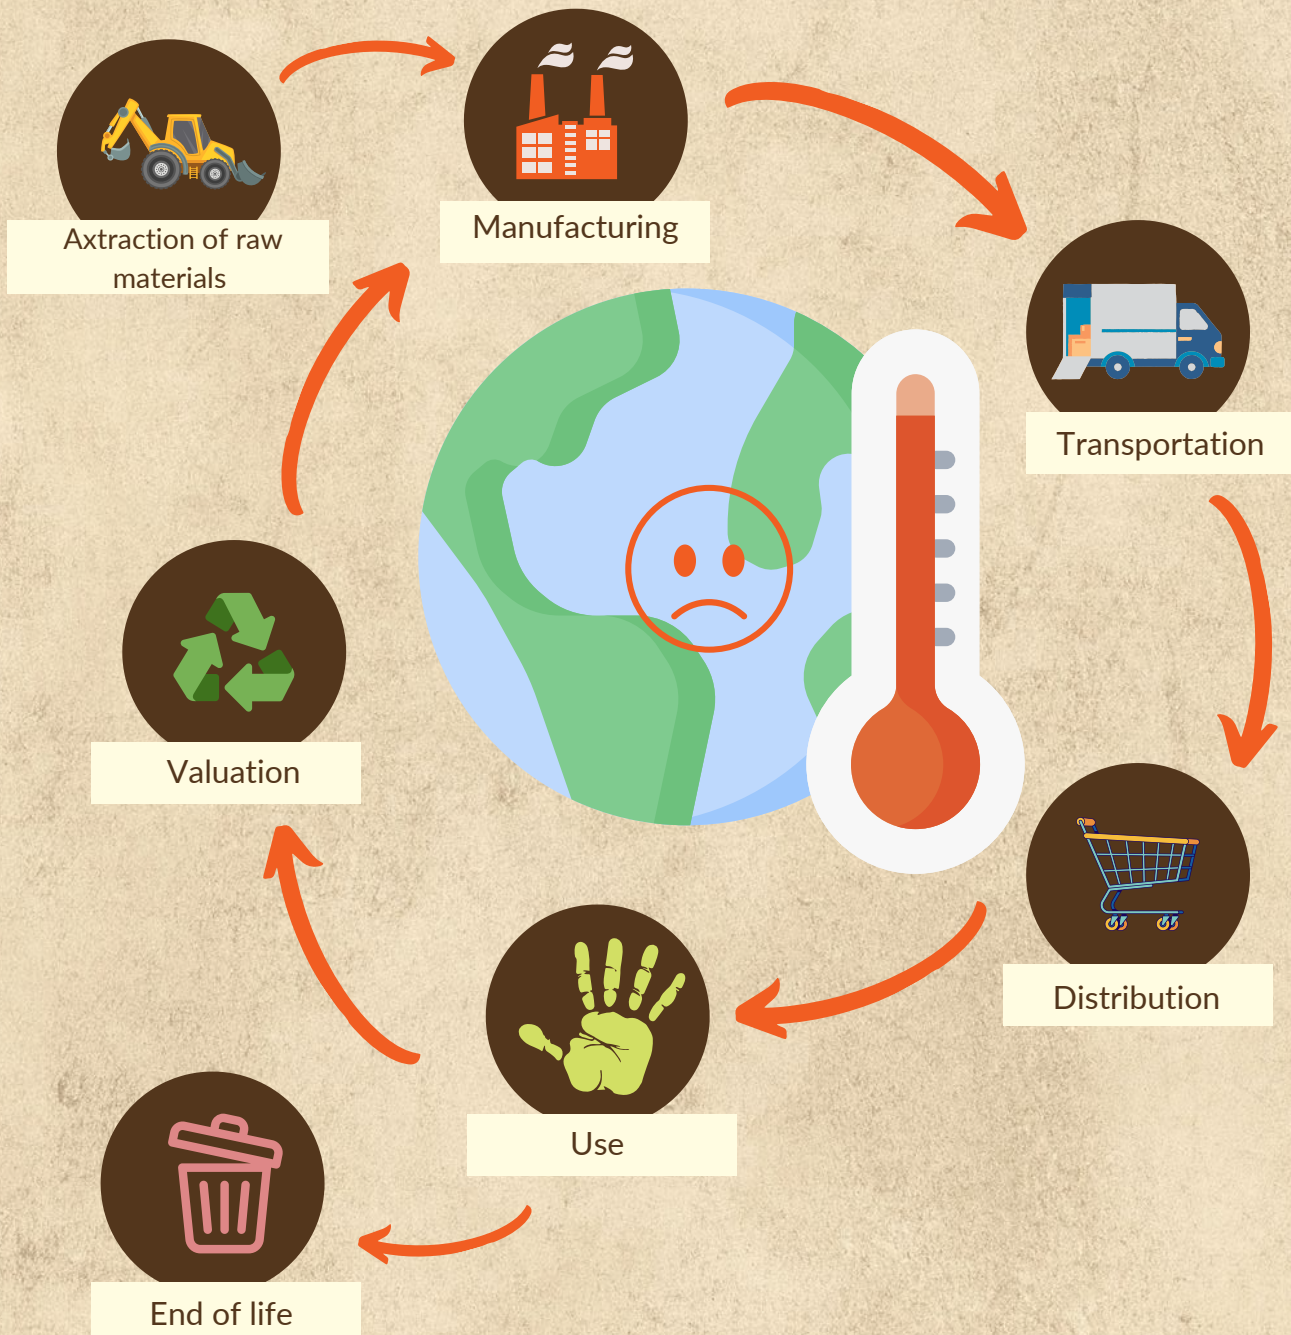 Axtraction of raw
materials
Manufacturing
Transportation
Valuation
Distribution
Use
End of life